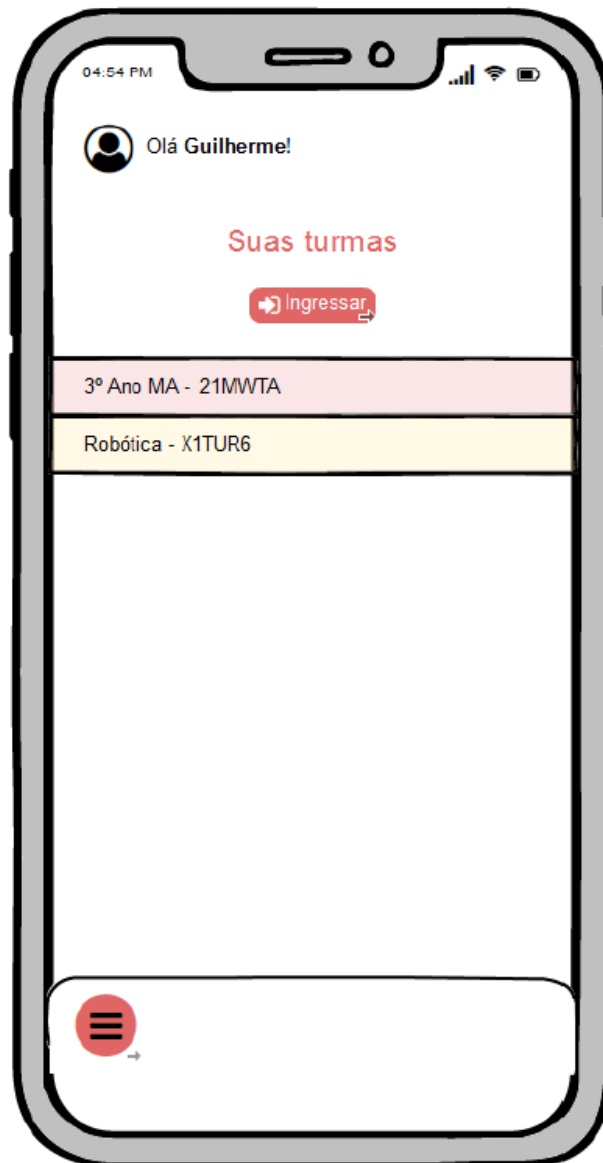 04:54 PM
Olá Guilherme!
Suas turmas
Ingressar
3º Ano MA - 21MWTA
Robótica - X1TUR6